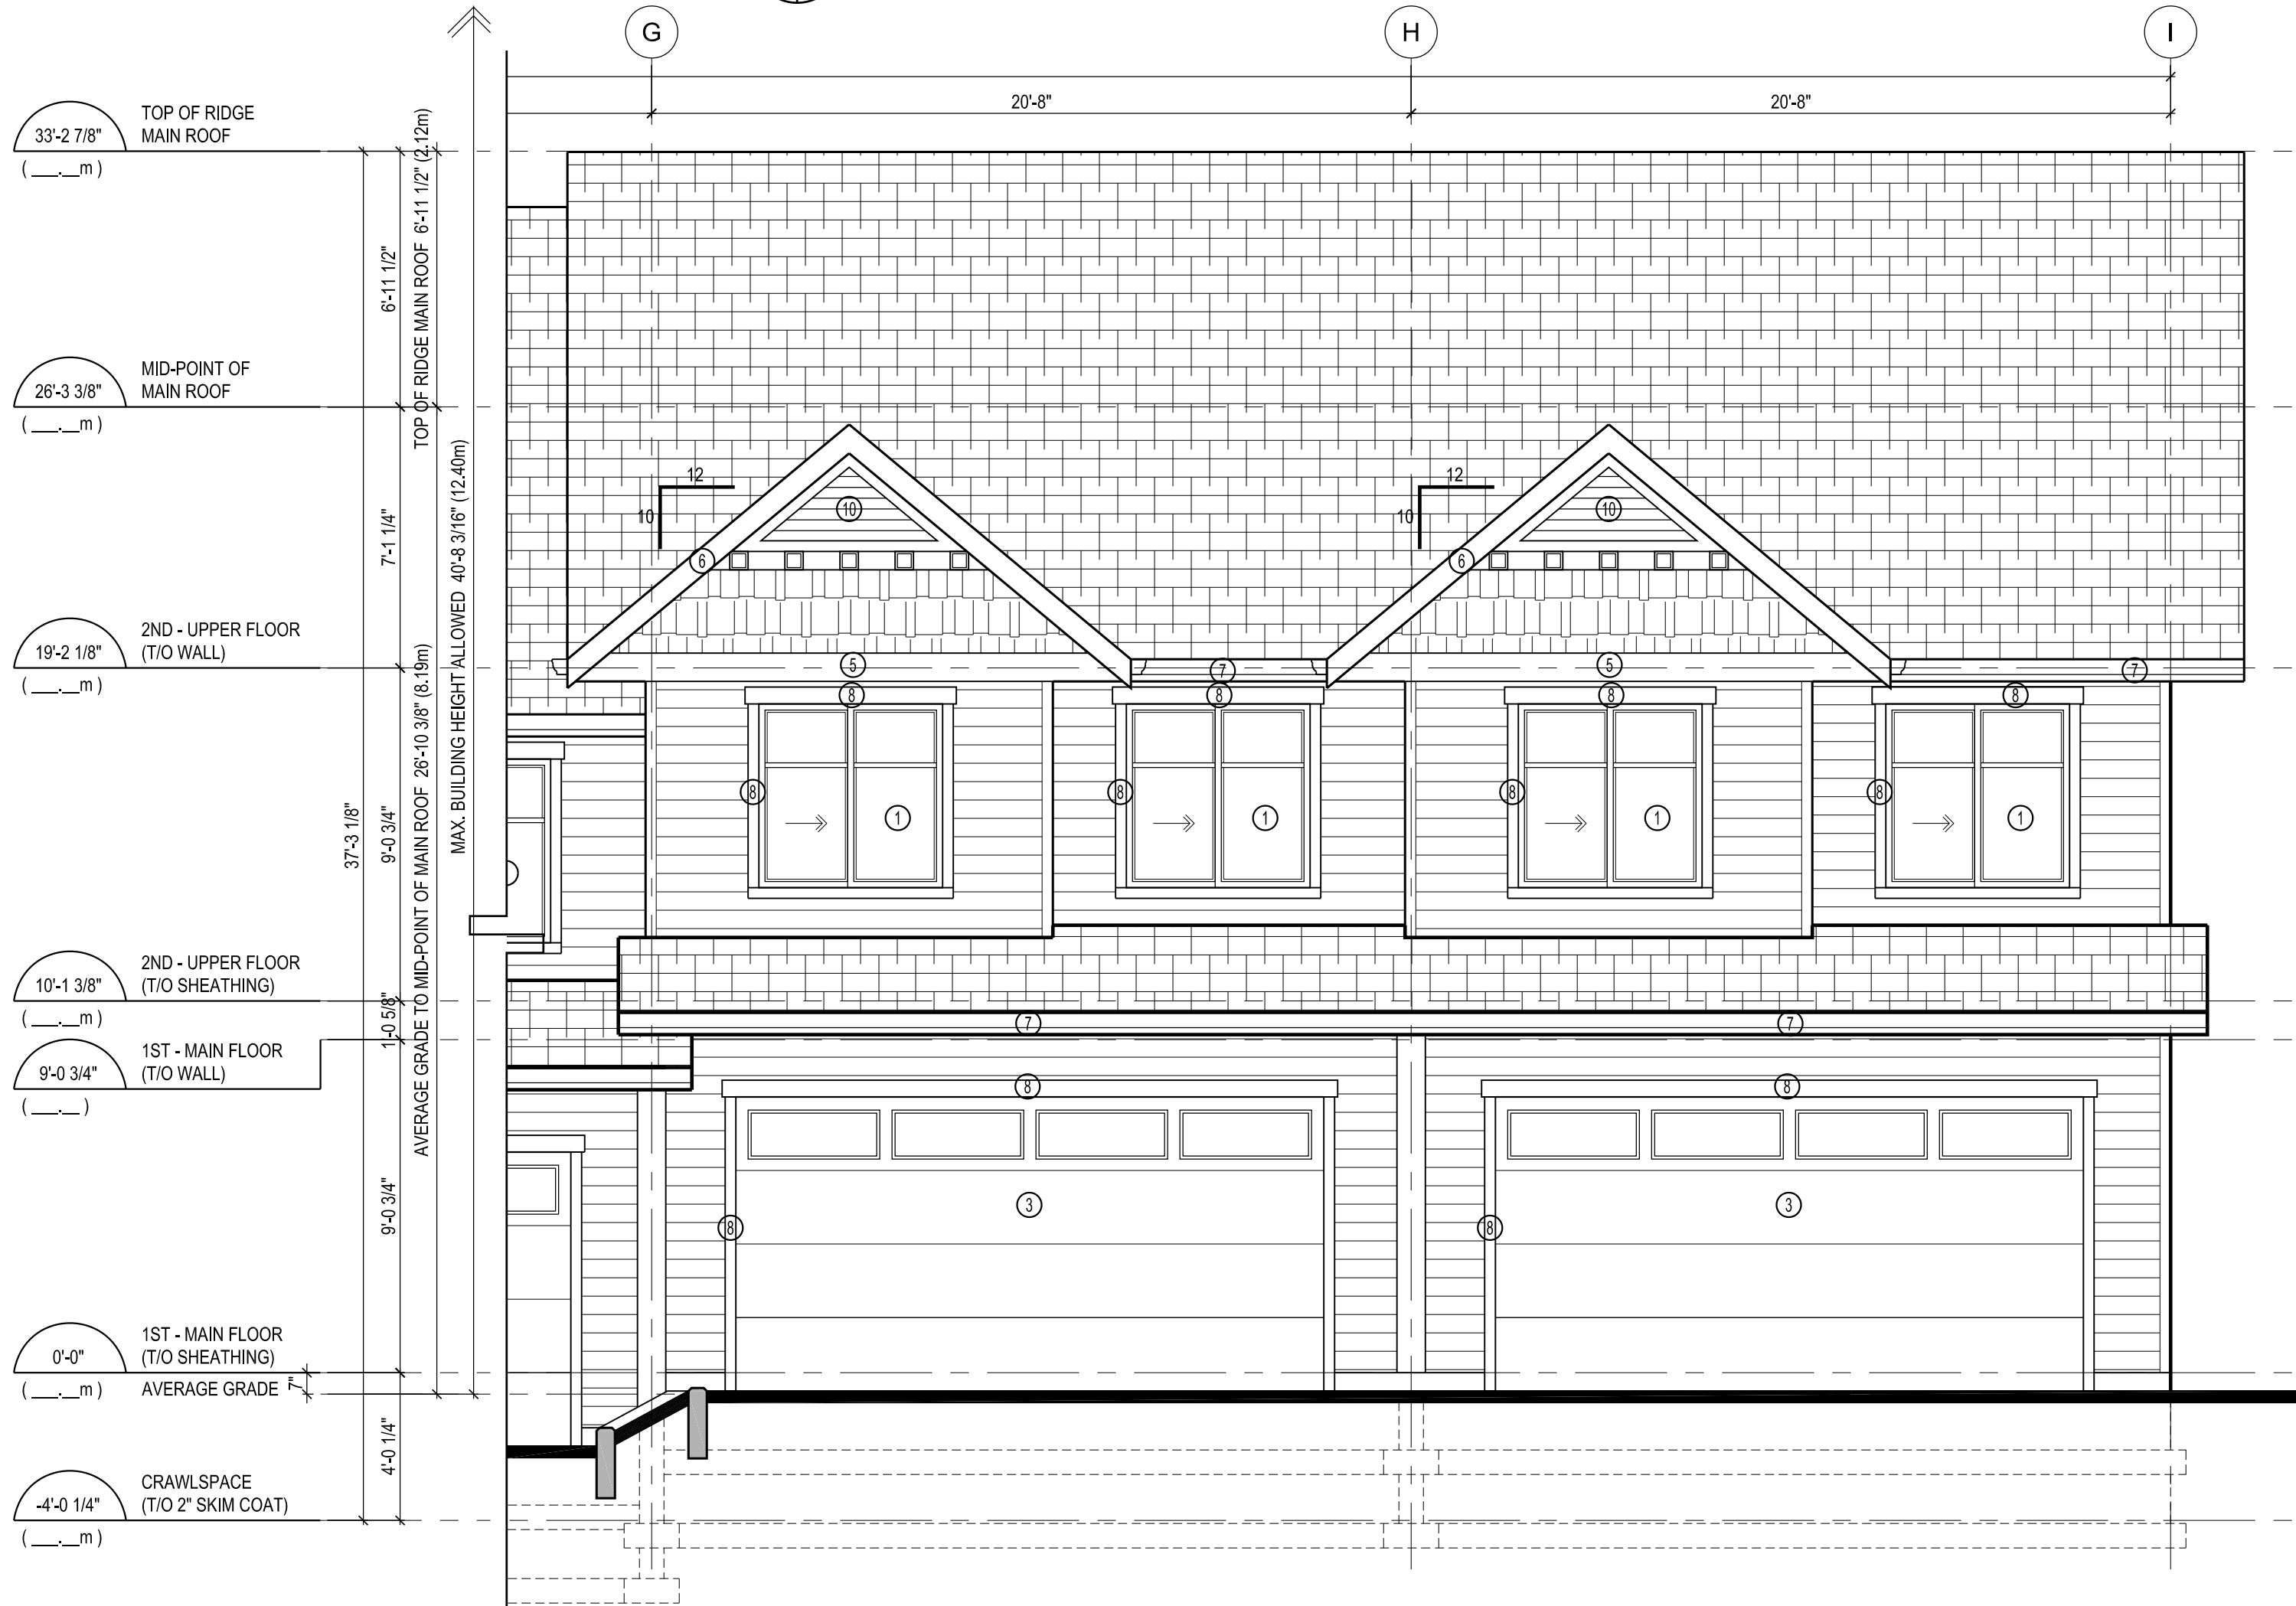 G
H
I
20'-8"
20'-8"
33'-2 7/8"
TOP OF RIDGE
MAIN ROOF
( ___.__m )
26'-3 3/8"
MID-POINT OF
MAIN ROOF
( ___.__m )
19'-2 1/8"
2ND - UPPER FLOOR
(T/O WALL)
( ___.__m )
10'-1 3/8"
2ND - UPPER FLOOR
(T/O SHEATHING)
( ___.__m )
9'-0 3/4"
1ST - MAIN FLOOR
(T/O WALL)
( ___.__ )
0'-0"
1ST - MAIN FLOOR
(T/O SHEATHING)
( ___.__m )
AVERAGE GRADE
7"
-4'-0 1/4"
CRAWLSPACE
(T/O 2" SKIM COAT)
( ___.__m )
37'-3 1/8"
6'-11 1/2"
7'-1 1/4"
9'-0 3/4"
1'-0 5/8"
9'-0 3/4"
4'-0 1/4"
TOP OF RIDGE MAIN ROOF 6'-11 1/2" (2.12m)
AVERAGE GRADE TO MID-POINT OF MAIN ROOF 26'-10 3/8" (8.19m)
MAX. BUILDING HEIGHT ALLOWED 40'-8 3/16" (12.40m)
12
10
12
10
10
10
6
6
5
7
5
7
8
8
8
8
8
8
8
8
1
1
1
1
7
7
8
8
3
3
8
8